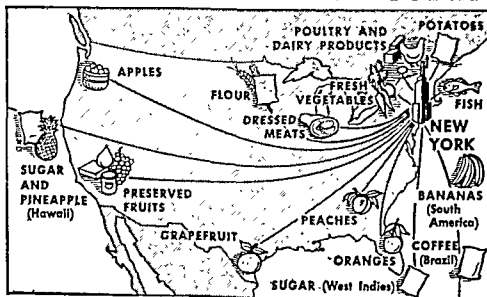 POTATOES
POULTRY AND
DAIRY PRODUCTS
APPLES
FLOUR
FRESH
VEGETABLES
DRESSED
MEATS
FISH
NEW
YORK
SUGAR
AND
PINEAPPLE
(Hawaii)
PRESERVED
FRUITS
BANANAS
(South
America)
PEACHES
GRAPEFRUIT
ORANGES
COFFEE
(Brazil)
SUGAR (West Indies)